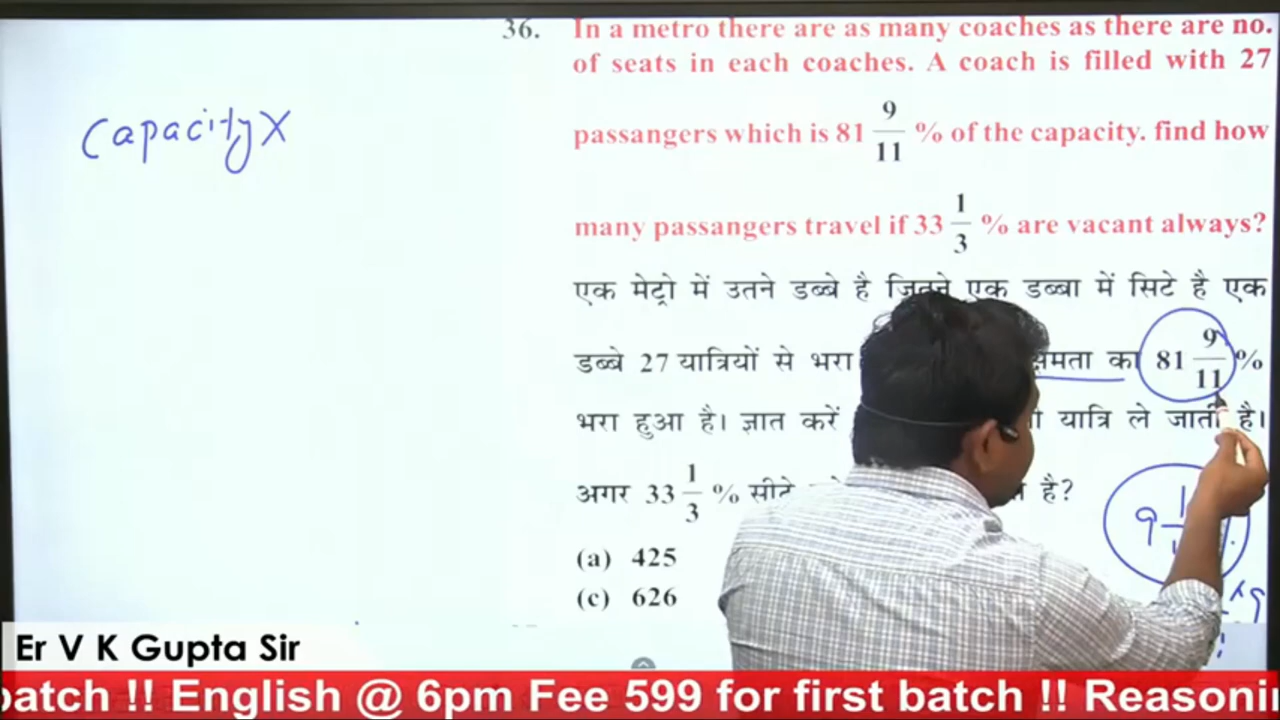 36. In a metro there are as many coaches as there are no.
of seats in each coaches. A coach is filled with 27
passangers which is 81 9/11 % of the capacity. find how
many passangers travel if 33 1/3 % are vacant always?
एक मेट्रो में उतने डब्बे है जितने एक डब्बा में सिटे है एक
डब्बे 27 यात्रियों से भरा क्षमता का 81 9/11 %
भरा हुआ है। ज्ञात करें यात्रि ले जाती है।
अगर 33 1/3 % सीटे है?
(a) 425
(c) 626
Capacity X
Er V K Gupta Sir
batch !! English @ 6pm Fee 599 for first batch !! Reasoni